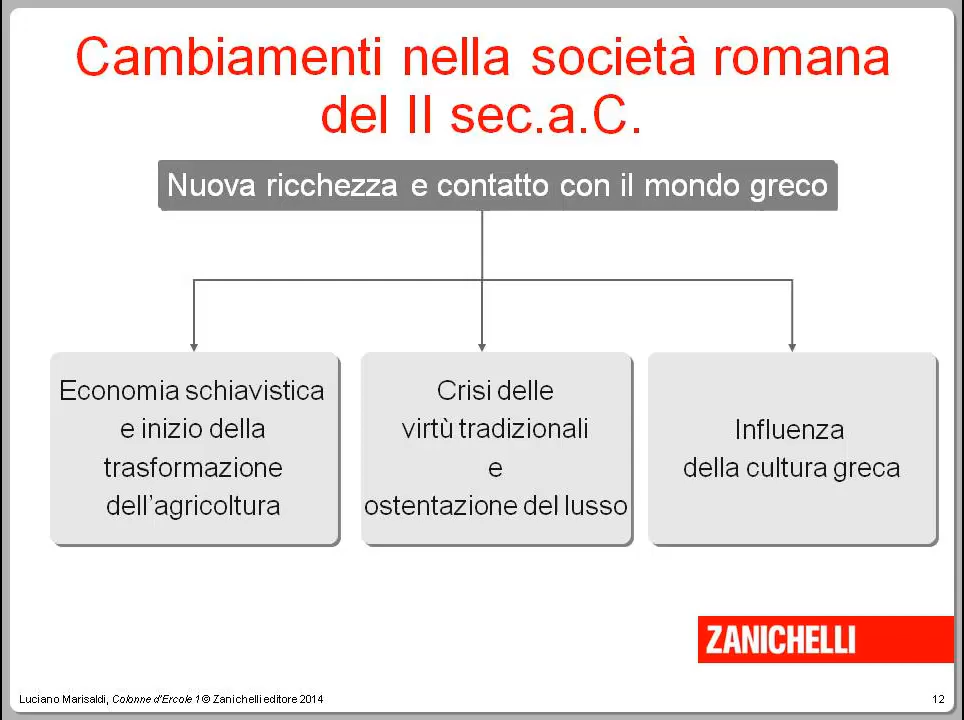 Cambiamenti nella società romana
del II sec.a.C.
Nuova ricchezza e contatto con il mondo greco
Economia schiavistica
e inizio della
trasformazione
dell'agricoltura
Crisi delle
virtù tradizionali
e
ostentazione del lusso
Influenza
della cultura greca
ZANICHELLI
Luciano Marisaldi, Colonne d'Ercole 1 © Zanichelli editore 2014
12